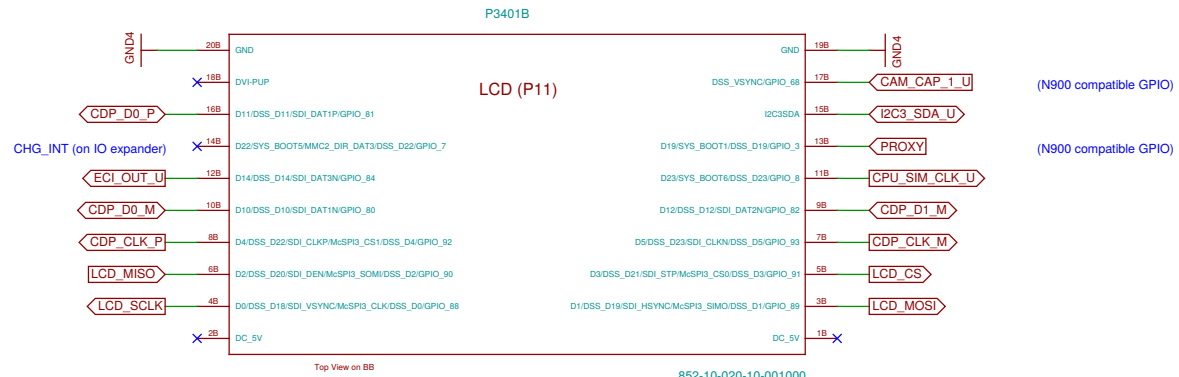 P3401B
GND4 20B GND GND 19B GND4
18B DVI-PUP LCD (P11) DSS_VSYNC/GPIO_68 17B CAM_CAP_1_U (N900 compatible GPIO)
CDP_D0_P 16B D11/DSS_D11/SDI_DAT1P/GPIO_81 I2C3SDA 15B I2C3_SDA_U
CHG_INT (on IO expander) 14B D22/SYS_BOOT5/MMC2_DIR_DAT3/DSS_D22/GPIO_7 D19/SYS_BOOT1/DSS_D19/GPIO_3 13B PROXY (N900 compatible GPIO)
ECI_OUT_U 12B D14/DSS_D14/SDI_DAT3N/GPIO_84 D23/SYS_BOOT6/DSS_D23/GPIO_8 11B CPU_SIM_CLK_U
CDP_D0_M 10B D10/DSS_D10/SDI_DAT1N/GPIO_80 D12/DSS_D12/SDI_DAT2N/GPIO_82 9B CDP_D1_M
CDP_CLK_P 8B D4/DSS_D22/SDI_CLKP/McSPI3_CS1/DSS_D4/GPIO_92 D5/DSS_D23/SDI_CLKN/DSS_D5/GPIO_93 7B CDP_CLK_M
LCD_MISO 6B D2/DSS_D20/SDI_DEN/McSPI3_SOMI/DSS_D2/GPIO_90 D3/DSS_D21/SDI_STP/McSPI3_CS0/DSS_D3/GPIO_91 5B LCD_CS
LCD_SCLK 4B D0/DSS_D18/SDI_VSYNC/McSPI3_CLK/DSS_D0/GPIO_88 D1/DSS_D19/SDI_HSYNC/McSPI3_SIMO/DSS_D1/GPIO_89 3B LCD_MOSI
2B DC_5V DC_5V 1B
Top View on BB
852-10-020-10-001000